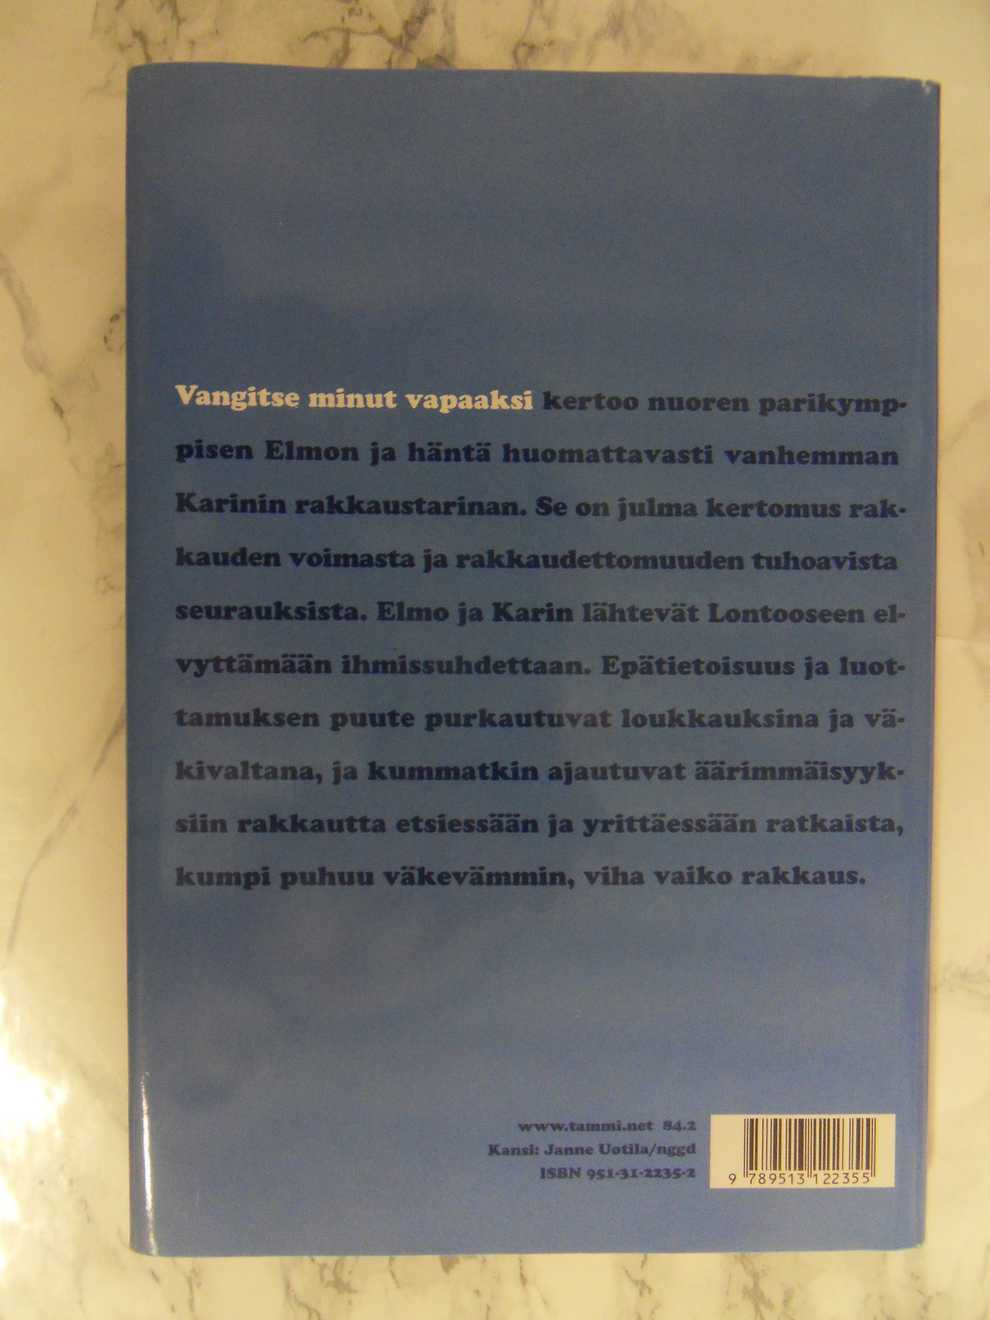 Vangitse minut vapaaksi kertoo nuoren parikymp-
pisen Elmon ja häntä huomattavasti vanhemman
Karinin rakkaustarinan. Se on julma kertomus rak-
kauden voimasta ja rakkaudettomuuden tuhoavista
seurauksista. Elmo ja Karin lähtevät Lontooseen el-
vyttämään ihmissuhdettaan. Epätietoisuus ja luot-
tamuksen puute purkautuvat loukkauksina ja vä-
kivaltana, ja kummatkin ajautuvat äärimmäisyyk-
siin rakkautta etsiessään ja yrittäessään ratkaista,
kumpi puhuu väkevämmin, viha vaiko rakkaus.
www.tammi.net 84.2
Kansi: Janne Uotila/nggd
ISBN 951-31-2235-2
9 789513 122355